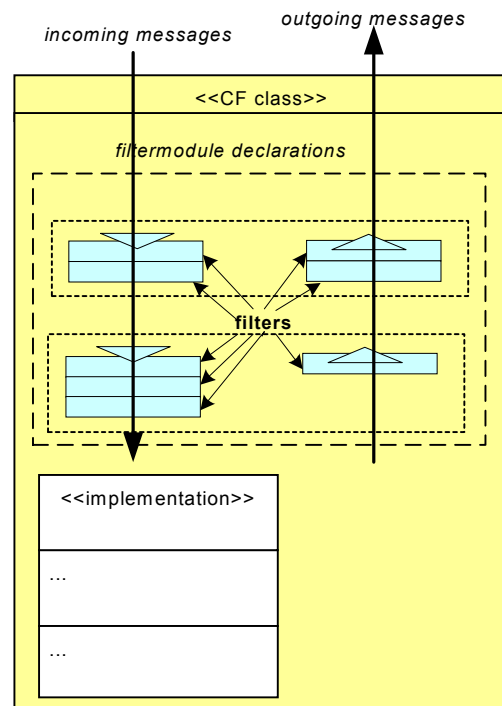 outgoing messages
incoming messages
<<CF class>>
filtermodule declarations
filters
<<implementation>>
...
...